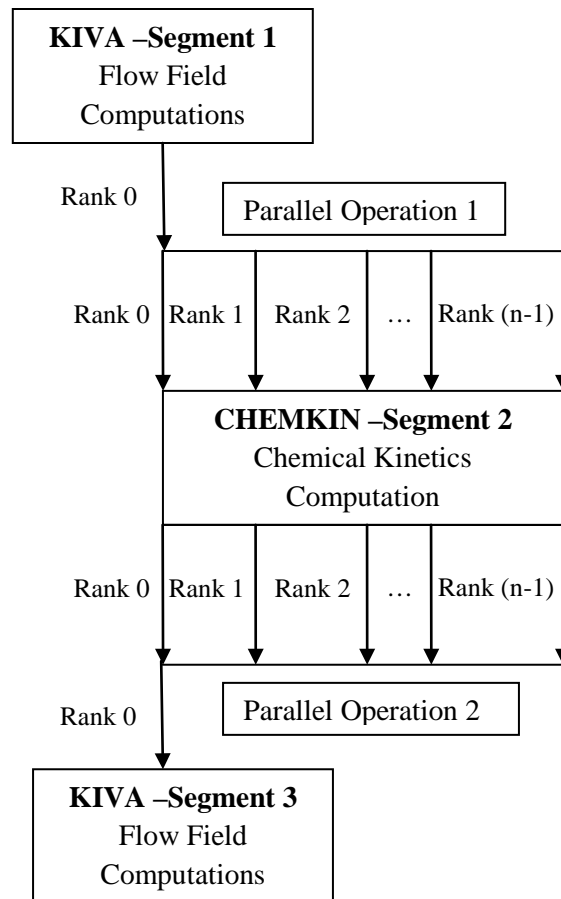 KIVA –Segment 1
Flow Field
Computations
Rank 0
Parallel Operation 1
Rank 0 Rank 1 Rank 2 … Rank (n-1)
CHEMKIN –Segment 2
Chemical Kinetics
Computation
Rank 0 Rank 1 Rank 2 … Rank (n-1)
Rank 0
Parallel Operation 2
KIVA –Segment 3
Flow Field
Computations